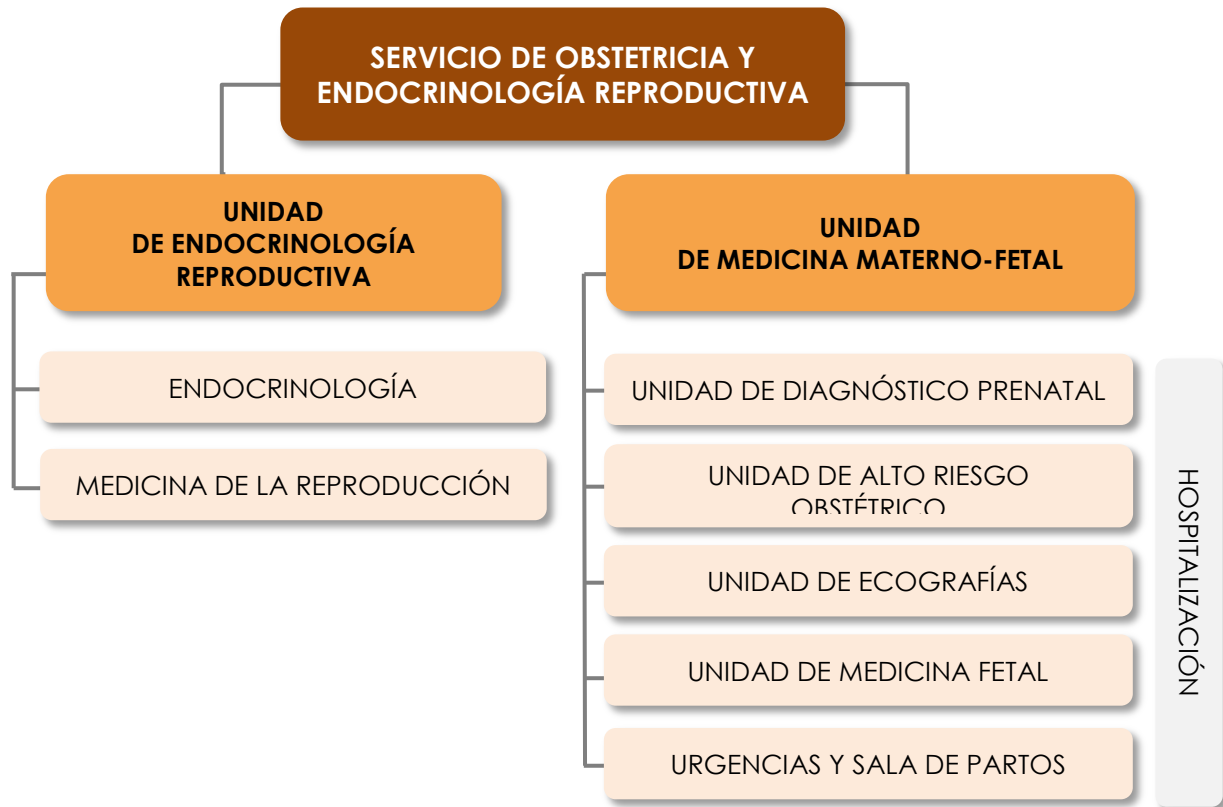 SERVICIO DE OBSTETRICIA Y
ENDOCRINOLOGÍA REPRODUCTIVA
UNIDAD
DE ENDOCRINOLOGÍA
REPRODUCTIVA
ENDOCRINOLOGÍA
MEDICINA DE LA REPRODUCCIÓN
UNIDAD
DE MEDICINA MATERNO-FETAL
UNIDAD DE DIAGNÓSTICO PRENATAL
UNIDAD DE ALTO RIESGO
OBSTÉTRICO
UNIDAD DE ECOGRAFÍAS
UNIDAD DE MEDICINA FETAL
URGENCIAS Y SALA DE PARTOS
HOSPITALIZACIÓN